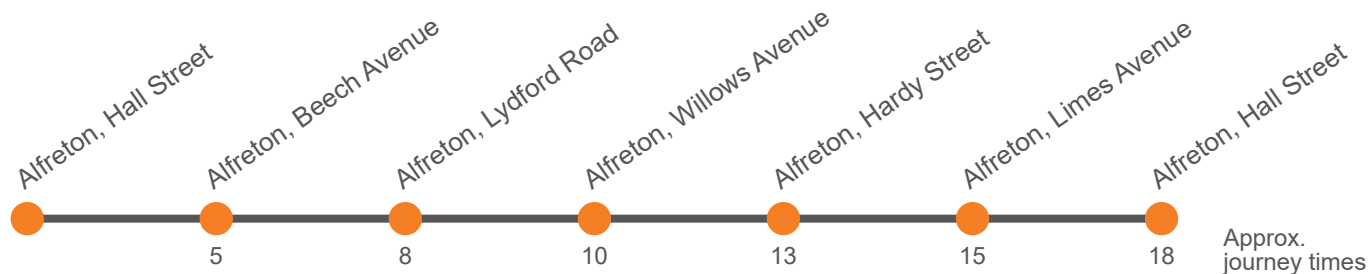 Alfreton, Hall Street
Alfreton, Beech Avenue
Alfreton, Lydford Road
Alfreton, Willows Avenue
Alfreton, Hardy Street
Alfreton, Limes Avenue
Alfreton, Hall Street
5
8
10
13
15
18
Approx.
journey times